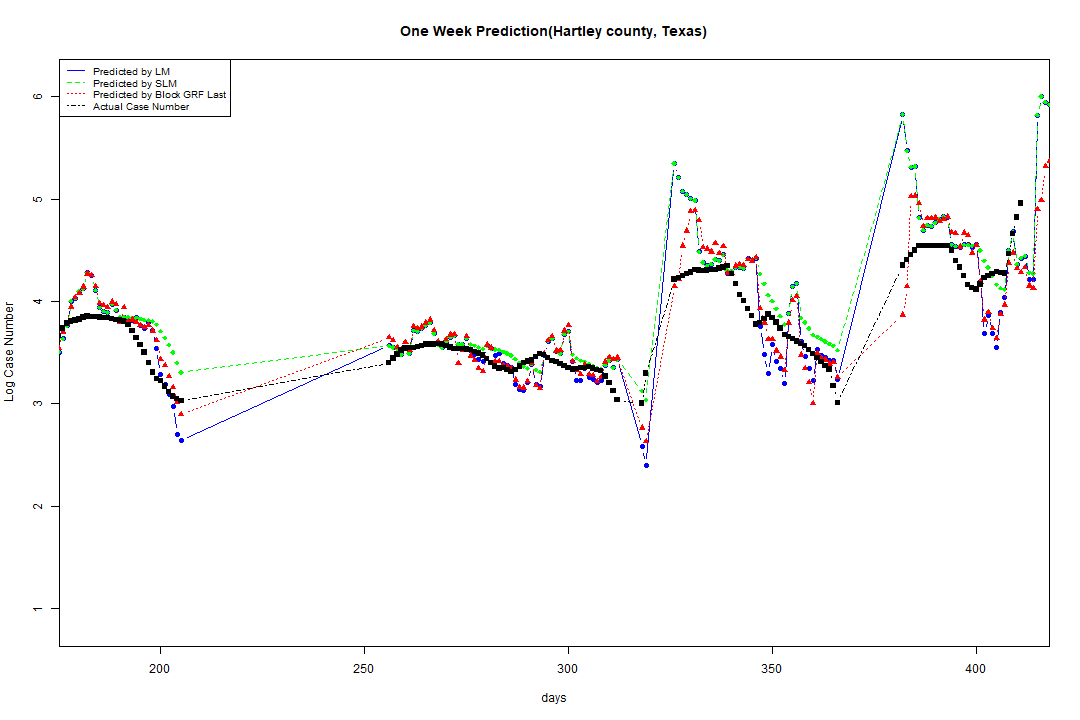 One Week Prediction(Hartley county, Texas)
Predicted by LM
Predicted by SLM
Predicted by Block GRF Last
Actual Case Number
Log Case Number
6
5
4
3
2
1
200 250 300 350 400
days